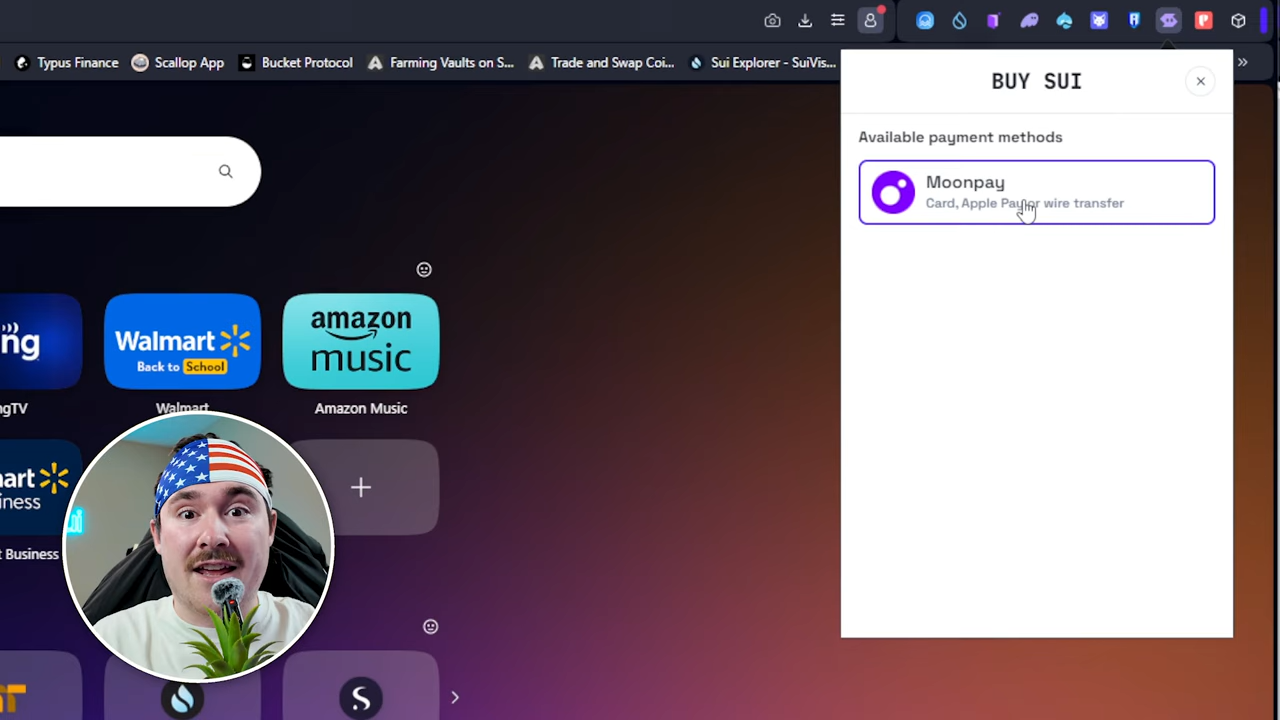 Typus Finance Scallop App Bucket Protocol Farming Vaults on S... Trade and Swap Coi... Sui Explorer - SuiVis... »
BUY SUI
Available payment methods
Moonpay
Card, Apple Pay or wire transfer
ng
Walmart
Back to School
amazon
music
ngTV
Walmart
Amazon Music
art
iness
t Business
S